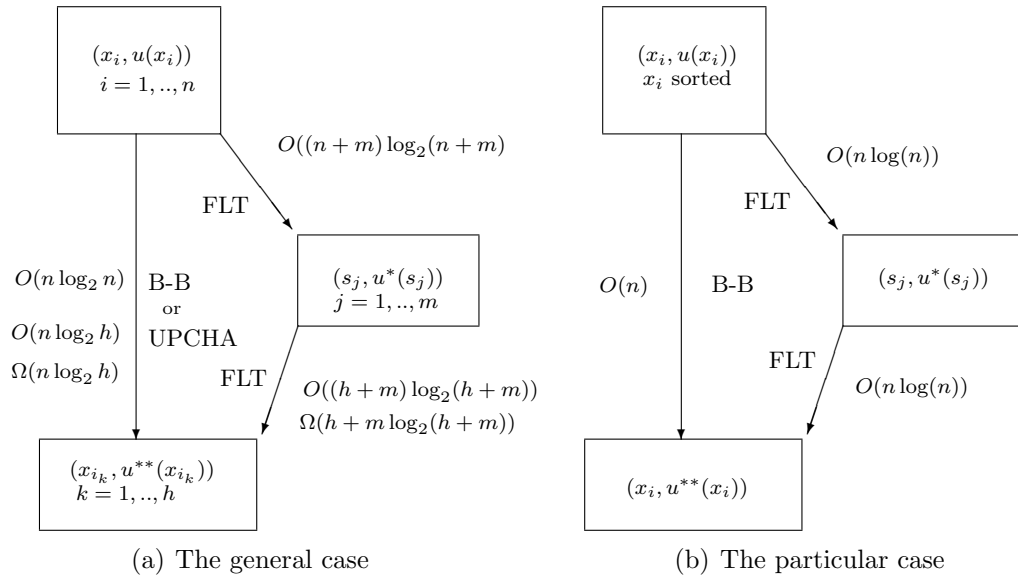 (x_i, u(x_i))
i = 1, .., n
O((n + m) log_2(n + m)
FLT
(s_j, u*(s_j))
j = 1, .., m
O(n log_2 n)
O(n log_2 h)
Ω(n log_2 h)
B-B
or
UPCHA
FLT
O((h + m) log_2(h + m))
Ω(h + m log_2(h + m))
(x_{i_k}, u**(x_{i_k}))
k = 1, .., h
(a) The general case
(x_i, u(x_i))
x_i sorted
O(n log(n))
FLT
(s_j, u*(s_j))
O(n)
B-B
FLT
O(n log(n))
(x_i, u**(x_i))
(b) The particular case